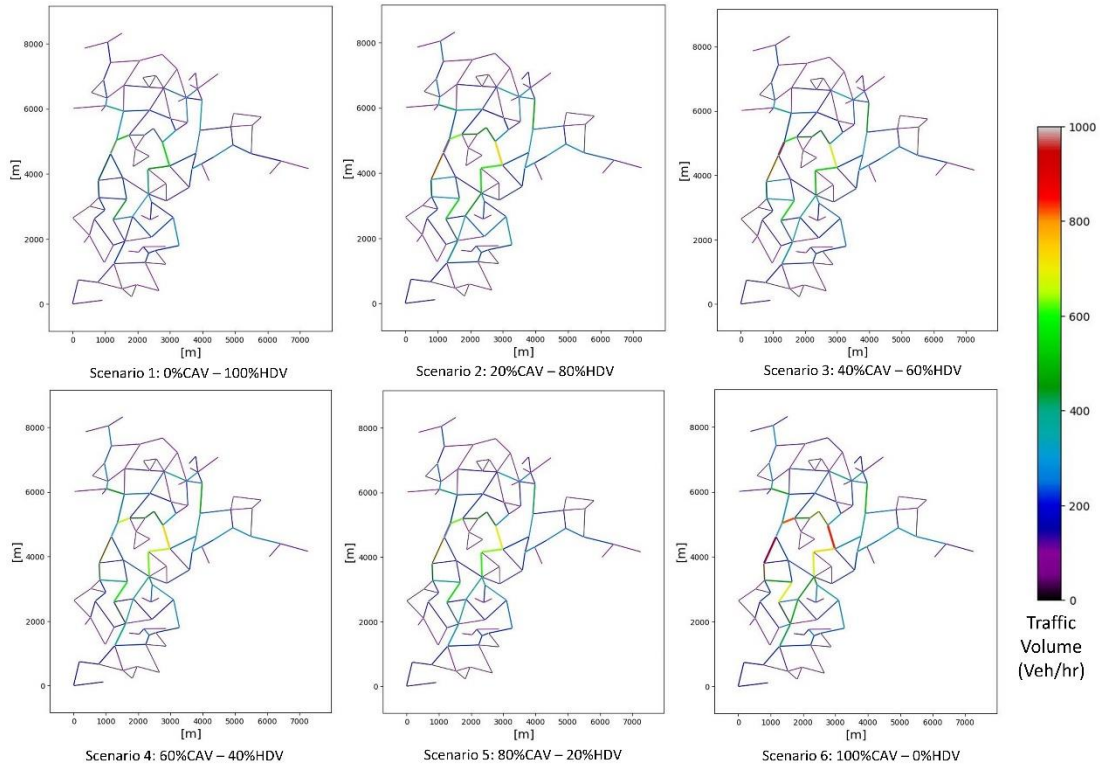 8000
6000
4000
2000
0
[m]
0 1000 2000 3000 4000 5000 6000 7000
[m]
Scenario 1: 0%CAV – 100%HDV
8000
6000
4000
2000
0
[m]
0 1000 2000 3000 4000 5000 6000 7000
[m]
Scenario 2: 20%CAV – 80%HDV
8000
6000
4000
2000
0
[m]
0 1000 2000 3000 4000 5000 6000 7000
[m]
Scenario 3: 40%CAV – 60%HDV
1000
800
600
400
200
0
Traffic
Volume
(Veh/hr)
8000
6000
4000
2000
0
[m]
0 1000 2000 3000 4000 5000 6000 7000
[m]
Scenario 4: 60%CAV – 40%HDV
8000
6000
4000
2000
0
[m]
0 1000 2000 3000 4000 5000 6000 7000
[m]
Scenario 5: 80%CAV – 20%HDV
8000
6000
4000
2000
0
[m]
0 1000 2000 3000 4000 5000 6000 7000
[m]
Scenario 6: 100%CAV – 0%HDV